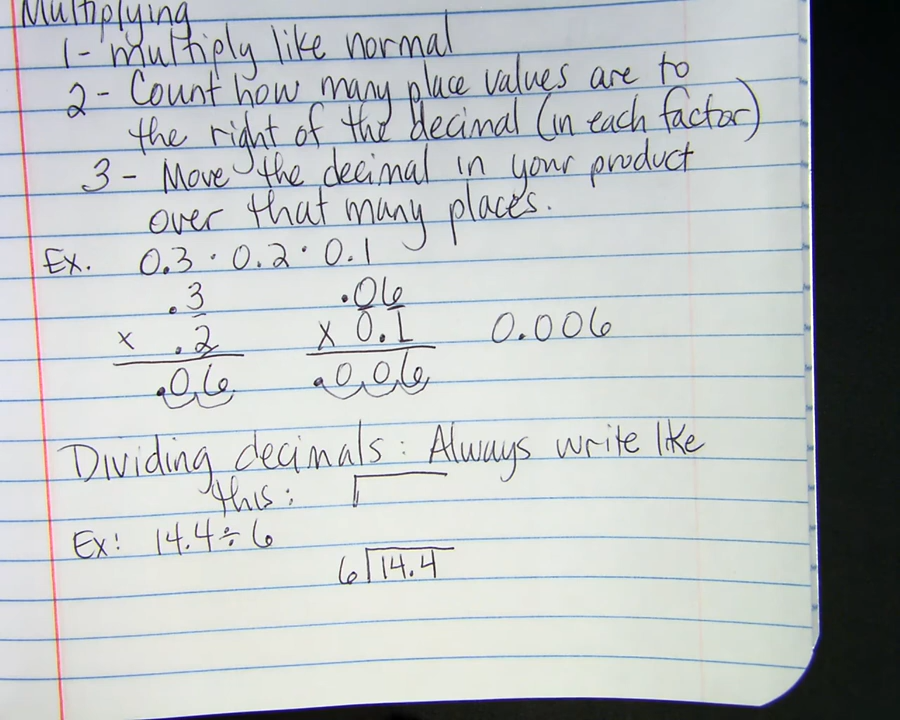 Multiplying
1- multiply like normal
2- Count how many place values are to
the right of the decimal (in each factor)
3- Move the decimal in your product
over that many places.
Ex. 0.3 · 0.2 · 0.1
.3 .06
x .2 x 0.1 0.006
.06 .006
Dividing decimals: Always write like
this:
Ex: 14.4 ÷ 6
6 14.4